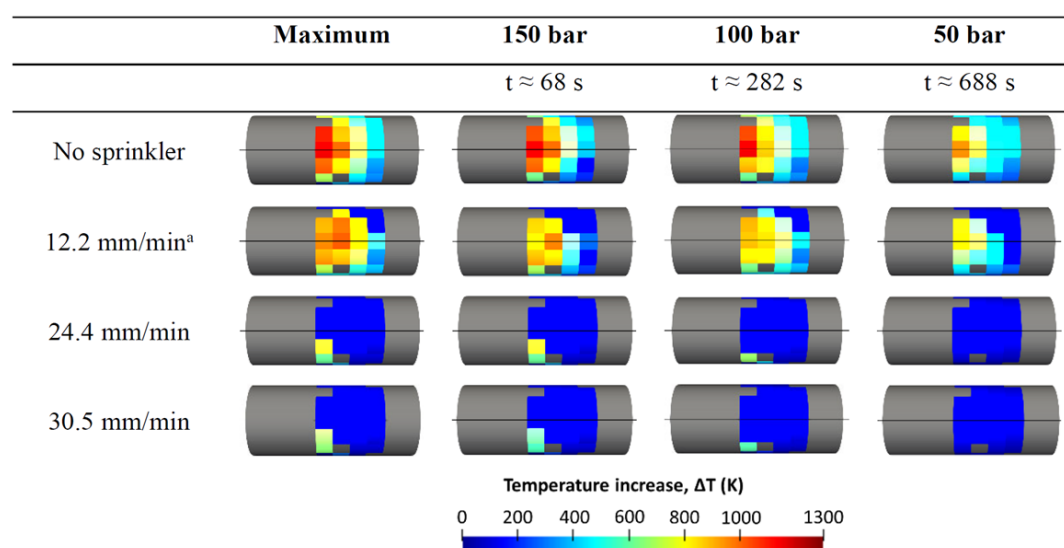 Maximum 150 bar 100 bar 50 bar
t ≈ 68 s t ≈ 282 s t ≈ 688 s
No sprinkler
12.2 mm/minᵃ
24.4 mm/min
30.5 mm/min
Temperature increase, ΔT (K)
0 200 400 600 800 1000 1300